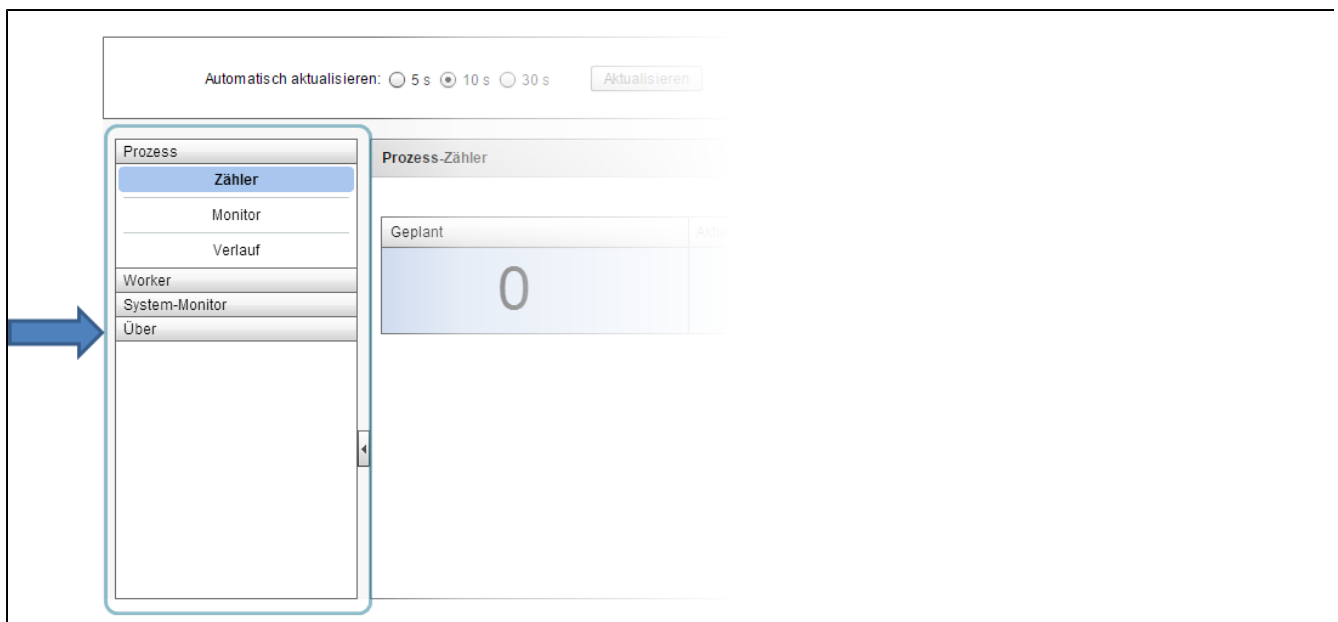 Automatisch aktualisieren: 5 s 10 s 30 s Aktualisieren
Prozess
Zähler
Monitor
Verlauf
Worker
System-Monitor
Über
Prozess-Zähler
Geplant
0